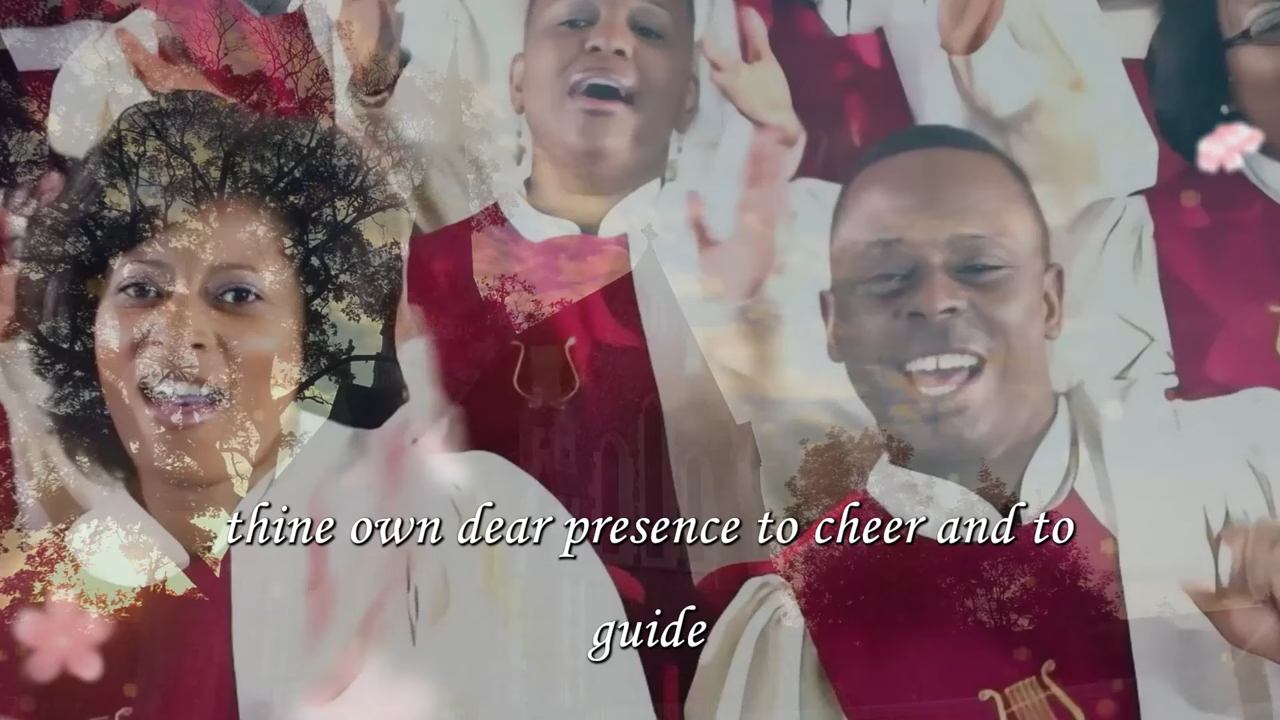 thine own dear presence to cheer and to
guide